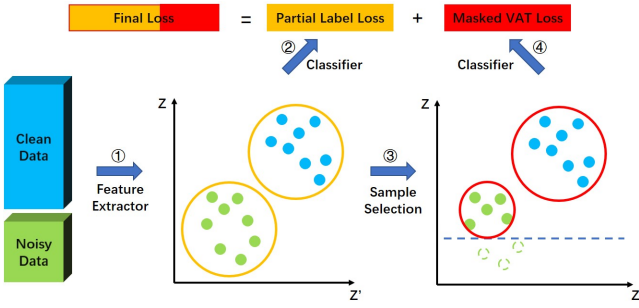 Final Loss = Partial Label Loss + Masked VAT Loss
② Classifier
Classifier ④
Clean
Data
Noisy
Data
①
Feature
Extractor
Z
Z'
③
Sample
Selection
Z
Z'